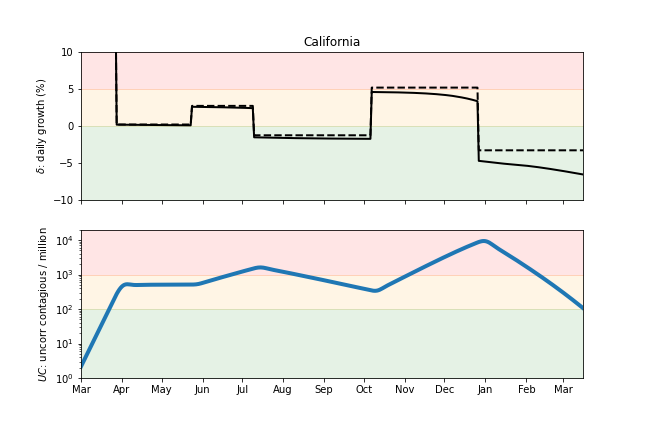 California
δ: daily growth (%)
10
5
0
−5
−10
UC: uncorr contagious / million
10⁴
10³
10²
10¹
10⁰
Mar Apr May Jun Jul Aug Sep Oct Nov Dec Jan Feb Mar